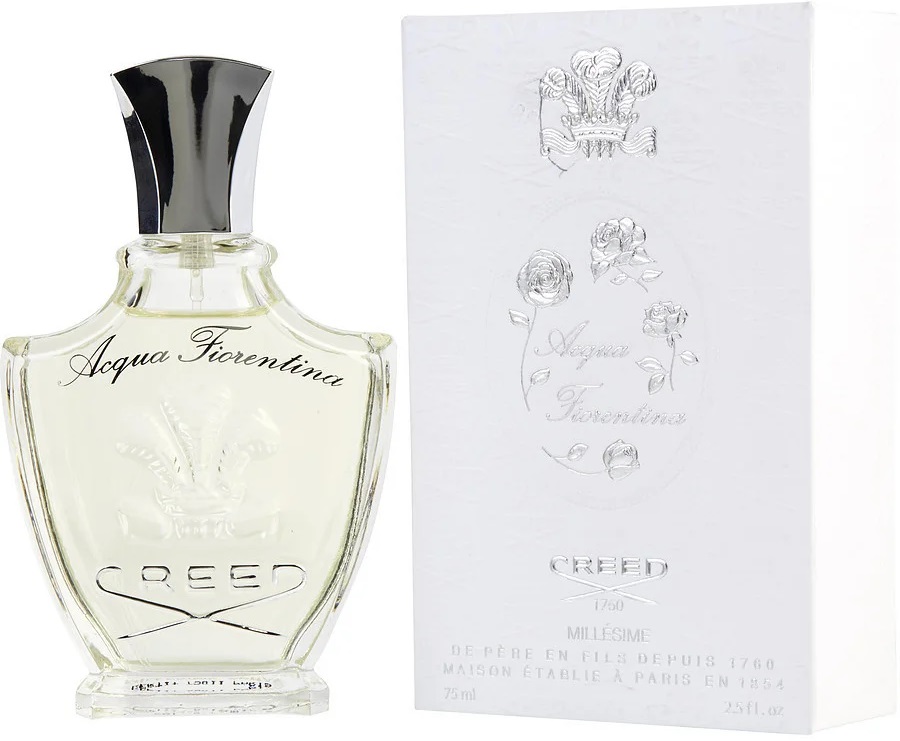 Acqua Fiorentina
CREED
Acqua
Fiorentina
CREED
1760
MILLÉSIME
DE PÈRE EN FILS DEPUIS 1760
MAISON ÉTABLIE À PARIS EN 1854
75 ml
2.5 fl. oz